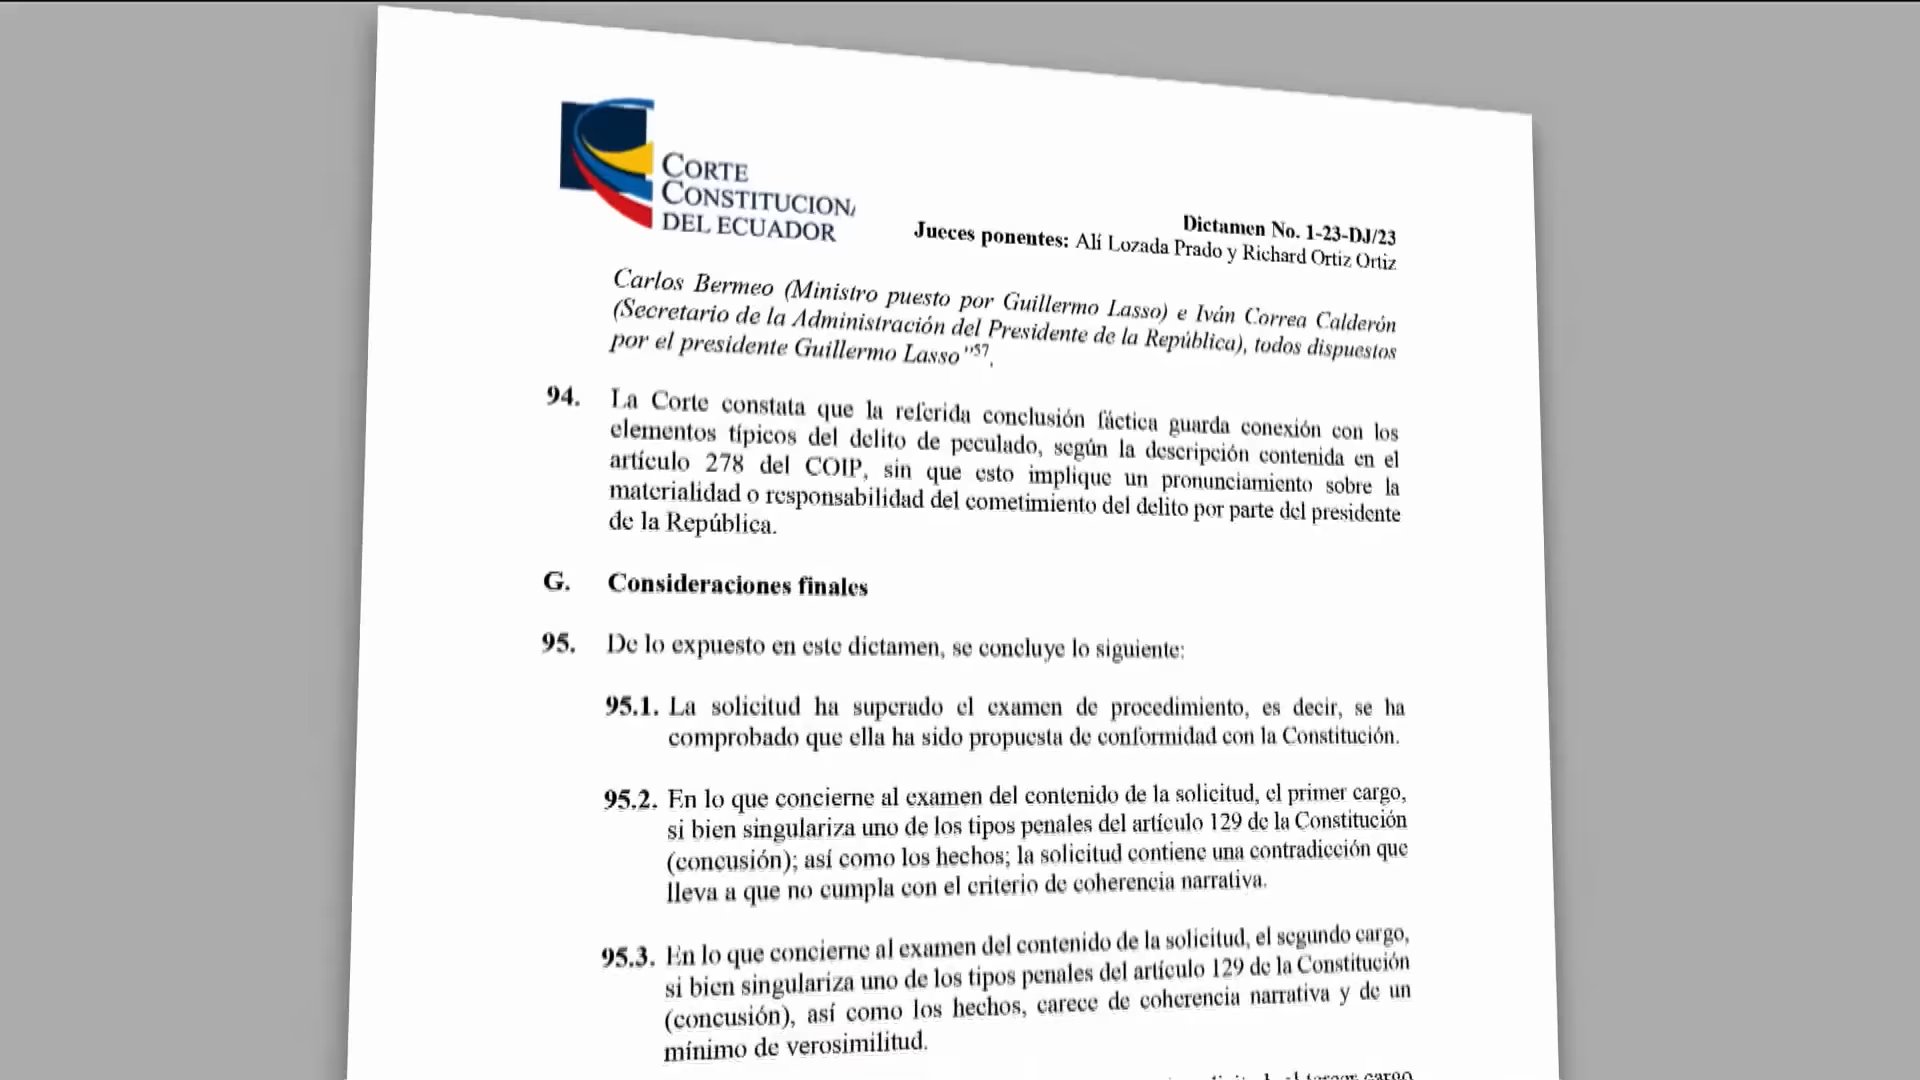 CORTE
CONSTITUCIONA
DEL ECUADOR
Dictamen No. 1-23-DJ/23
Jueces ponentes: Alí Lozada Prado y Richard Ortiz Ortiz
Carlos Bermeo (Ministro puesto por Guillermo Lasso) e Iván Correa Calderón
(Secretario de la Administración del Presidente de la República), todos dispuestos
por el presidente Guillermo Lasso”57.
94. La Corte constata que la referida conclusión fáctica guarda conexión con los
elementos típicos del delito de peculado, según la descripción contenida en el
artículo 278 del COIP, sin que esto implique un pronunciamiento sobre la
materialidad o responsabilidad del cometimiento del delito por parte del presidente
de la República.
G. Consideraciones finales
95. De lo expuesto en este dictamen, se concluye lo siguiente:
95.1. La solicitud ha superado el examen de procedimiento, es decir, se ha
comprobado que ella ha sido propuesta de conformidad con la Constitución.
95.2. En lo que concierne al examen del contenido de la solicitud, el primer cargo,
si bien singulariza uno de los tipos penales del artículo 129 de la Constitución
(concusión); así como los hechos; la solicitud contiene una contradicción que
lleva a que no cumpla con el criterio de coherencia narrativa.
95.3. En lo que concierne al examen del contenido de la solicitud, el segundo cargo,
si bien singulariza uno de los tipos penales del artículo 129 de la Constitución
(concusión), así como los hechos, carece de coherencia narrativa y de un
mínimo de verosimilitud.
el tercer cargo